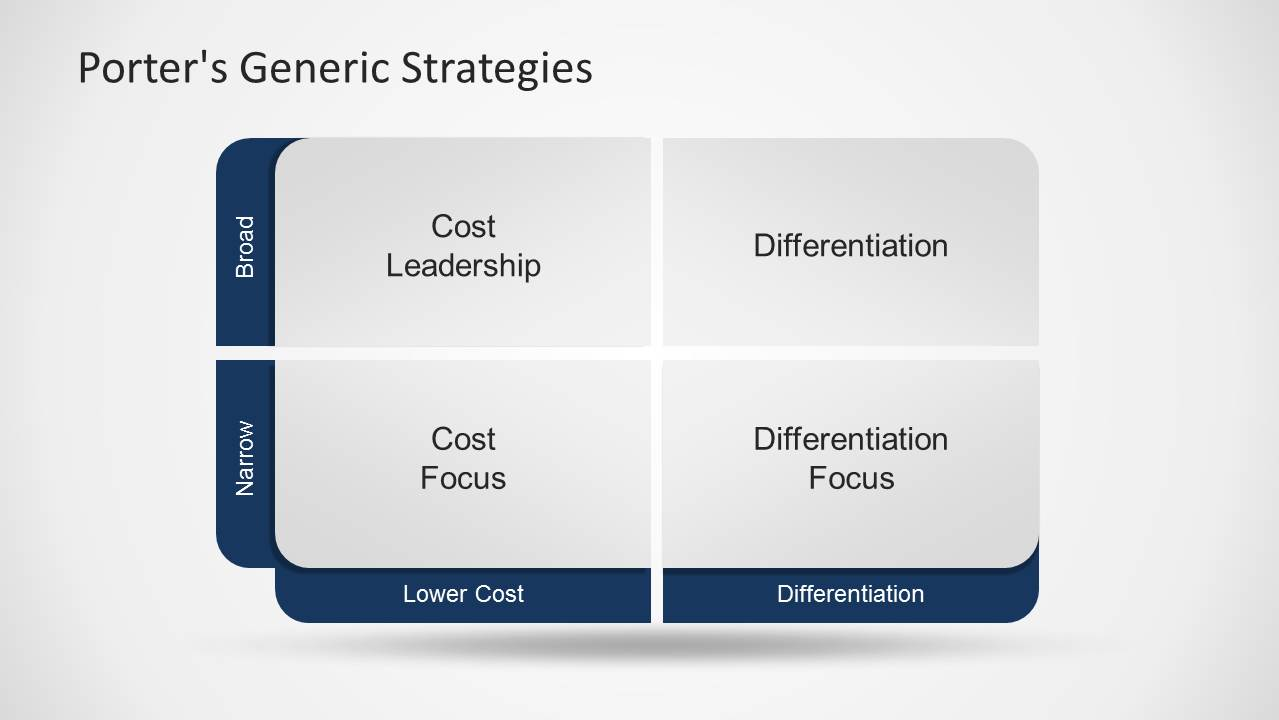 Porter's Generic Strategies
Broad
Cost
Leadership
Differentiation
Narrow
Cost
Focus
Differentiation
Focus
Lower Cost
Differentiation